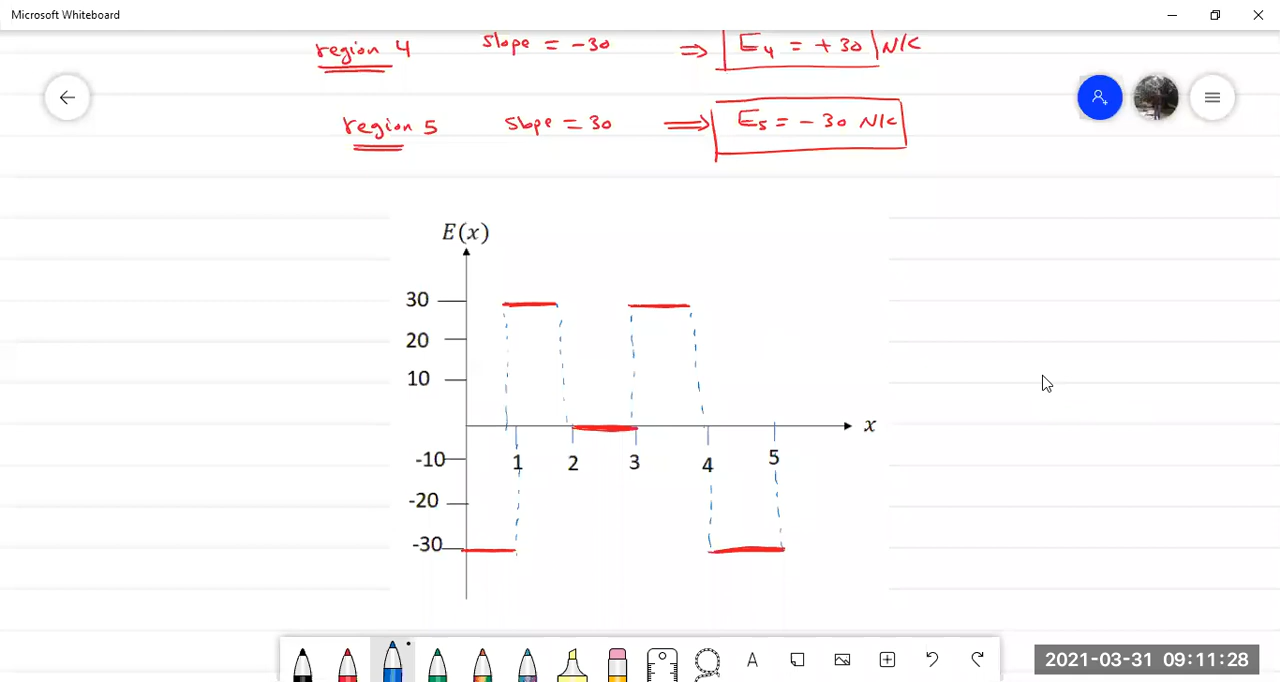 Microsoft Whiteboard
region 4 slope = -30 ⇒ E4 = +30 N/C
region 5 slope = 30 ⇒ E5 = -30 N/C
E(x)
30
20
10
x
-10
1 2 3 4 5
-20
-30
A
2021-03-31 09:11:28